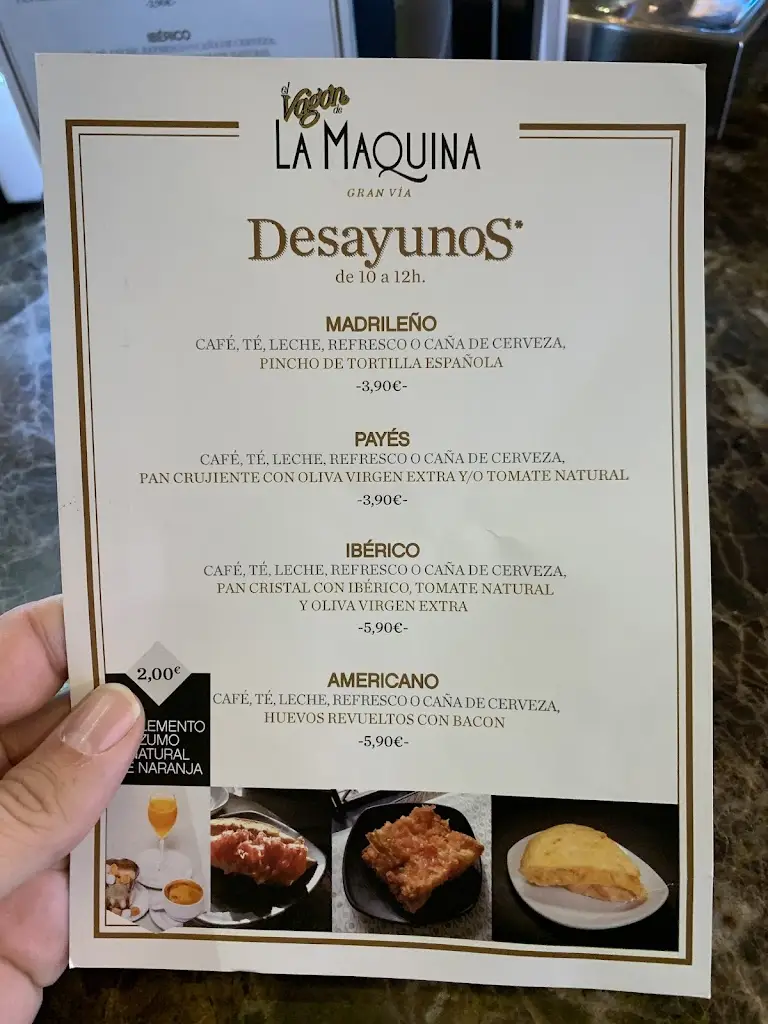 IBÉRICO
el
Vagón
de
LA MAQUINA
GRAN VÍA
Desayunos*
de 10 a 12h.
MADRILEÑO
CAFÉ, TÉ, LECHE, REFRESCO O CAÑA DE CERVEZA,
PINCHO DE TORTILLA ESPAÑOLA
-3,90€-
PAYÉS
CAFÉ, TÉ, LECHE, REFRESCO O CAÑA DE CERVEZA,
PAN CRUJIENTE CON OLIVA VIRGEN EXTRA Y/O TOMATE NATURAL
-3,90€-
IBÉRICO
CAFÉ, TÉ, LECHE, REFRESCO O CAÑA DE CERVEZA,
PAN CRISTAL CON IBÉRICO, TOMATE NATURAL
Y OLIVA VIRGEN EXTRA
-5,90€-
AMERICANO
CAFÉ, TÉ, LECHE, REFRESCO O CAÑA DE CERVEZA,
HUEVOS REVUELTOS CON BACON
-5,90€-
2,00€
LEMENTO
ZUMO
NATURAL
E NARANJA